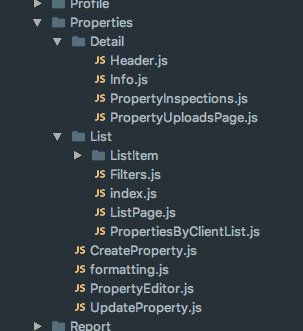 Profile
Properties
Detail
JS Header.js
JS Info.js
JS PropertyInspections.js
JS PropertyUploadsPage.js
List
ListItem
JS Filters.js
JS index.js
JS ListPage.js
JS PropertiesByClientList.js
JS CreateProperty.js
JS formatting.js
JS PropertyEditor.js
JS UpdateProperty.js
Report